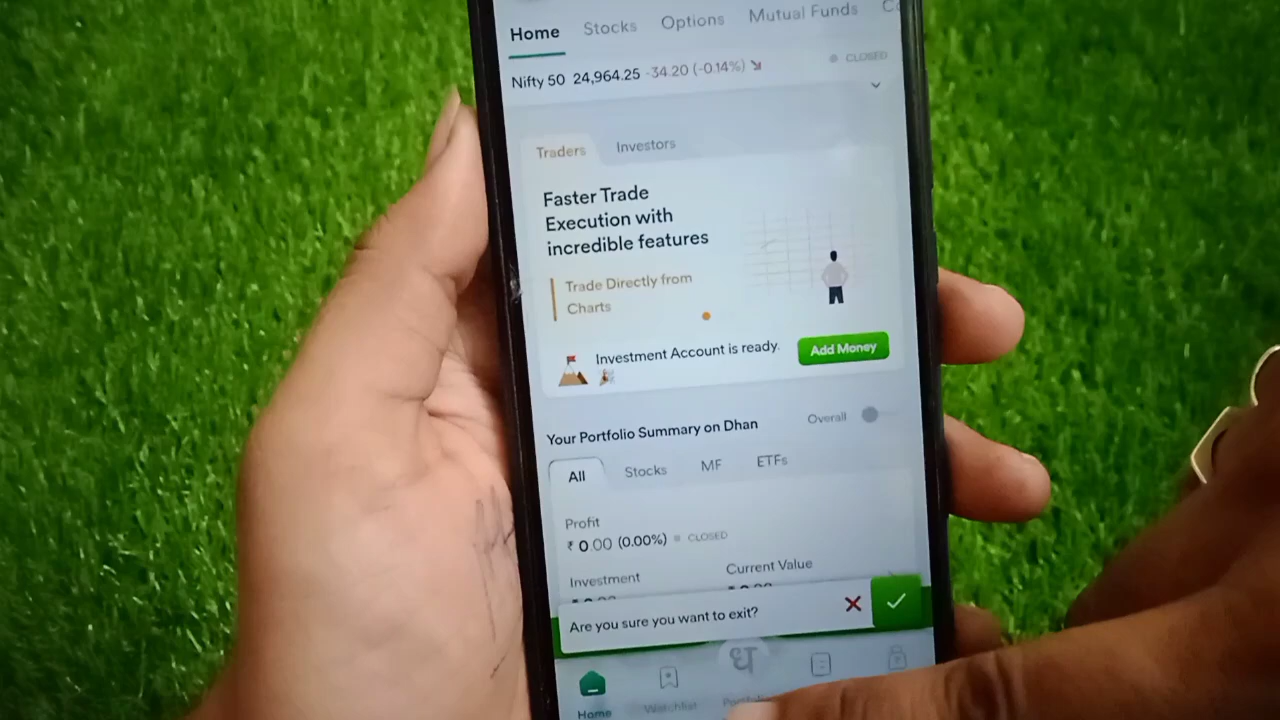 Home Stocks Options Mutual Funds
Nifty 50 24,964.25 -34.20 (-0.14%) CLOSED
Traders Investors
Faster Trade
Execution with
incredible features
Trade Directly from
Charts
Investment Account is ready.
Add Money
Your Portfolio Summary on Dhan Overall
All Stocks MF ETFs
Profit
₹ 0.00 (0.00%) CLOSED
Investment Current Value
Are you sure you want to exit?
ध
Home Watchlist